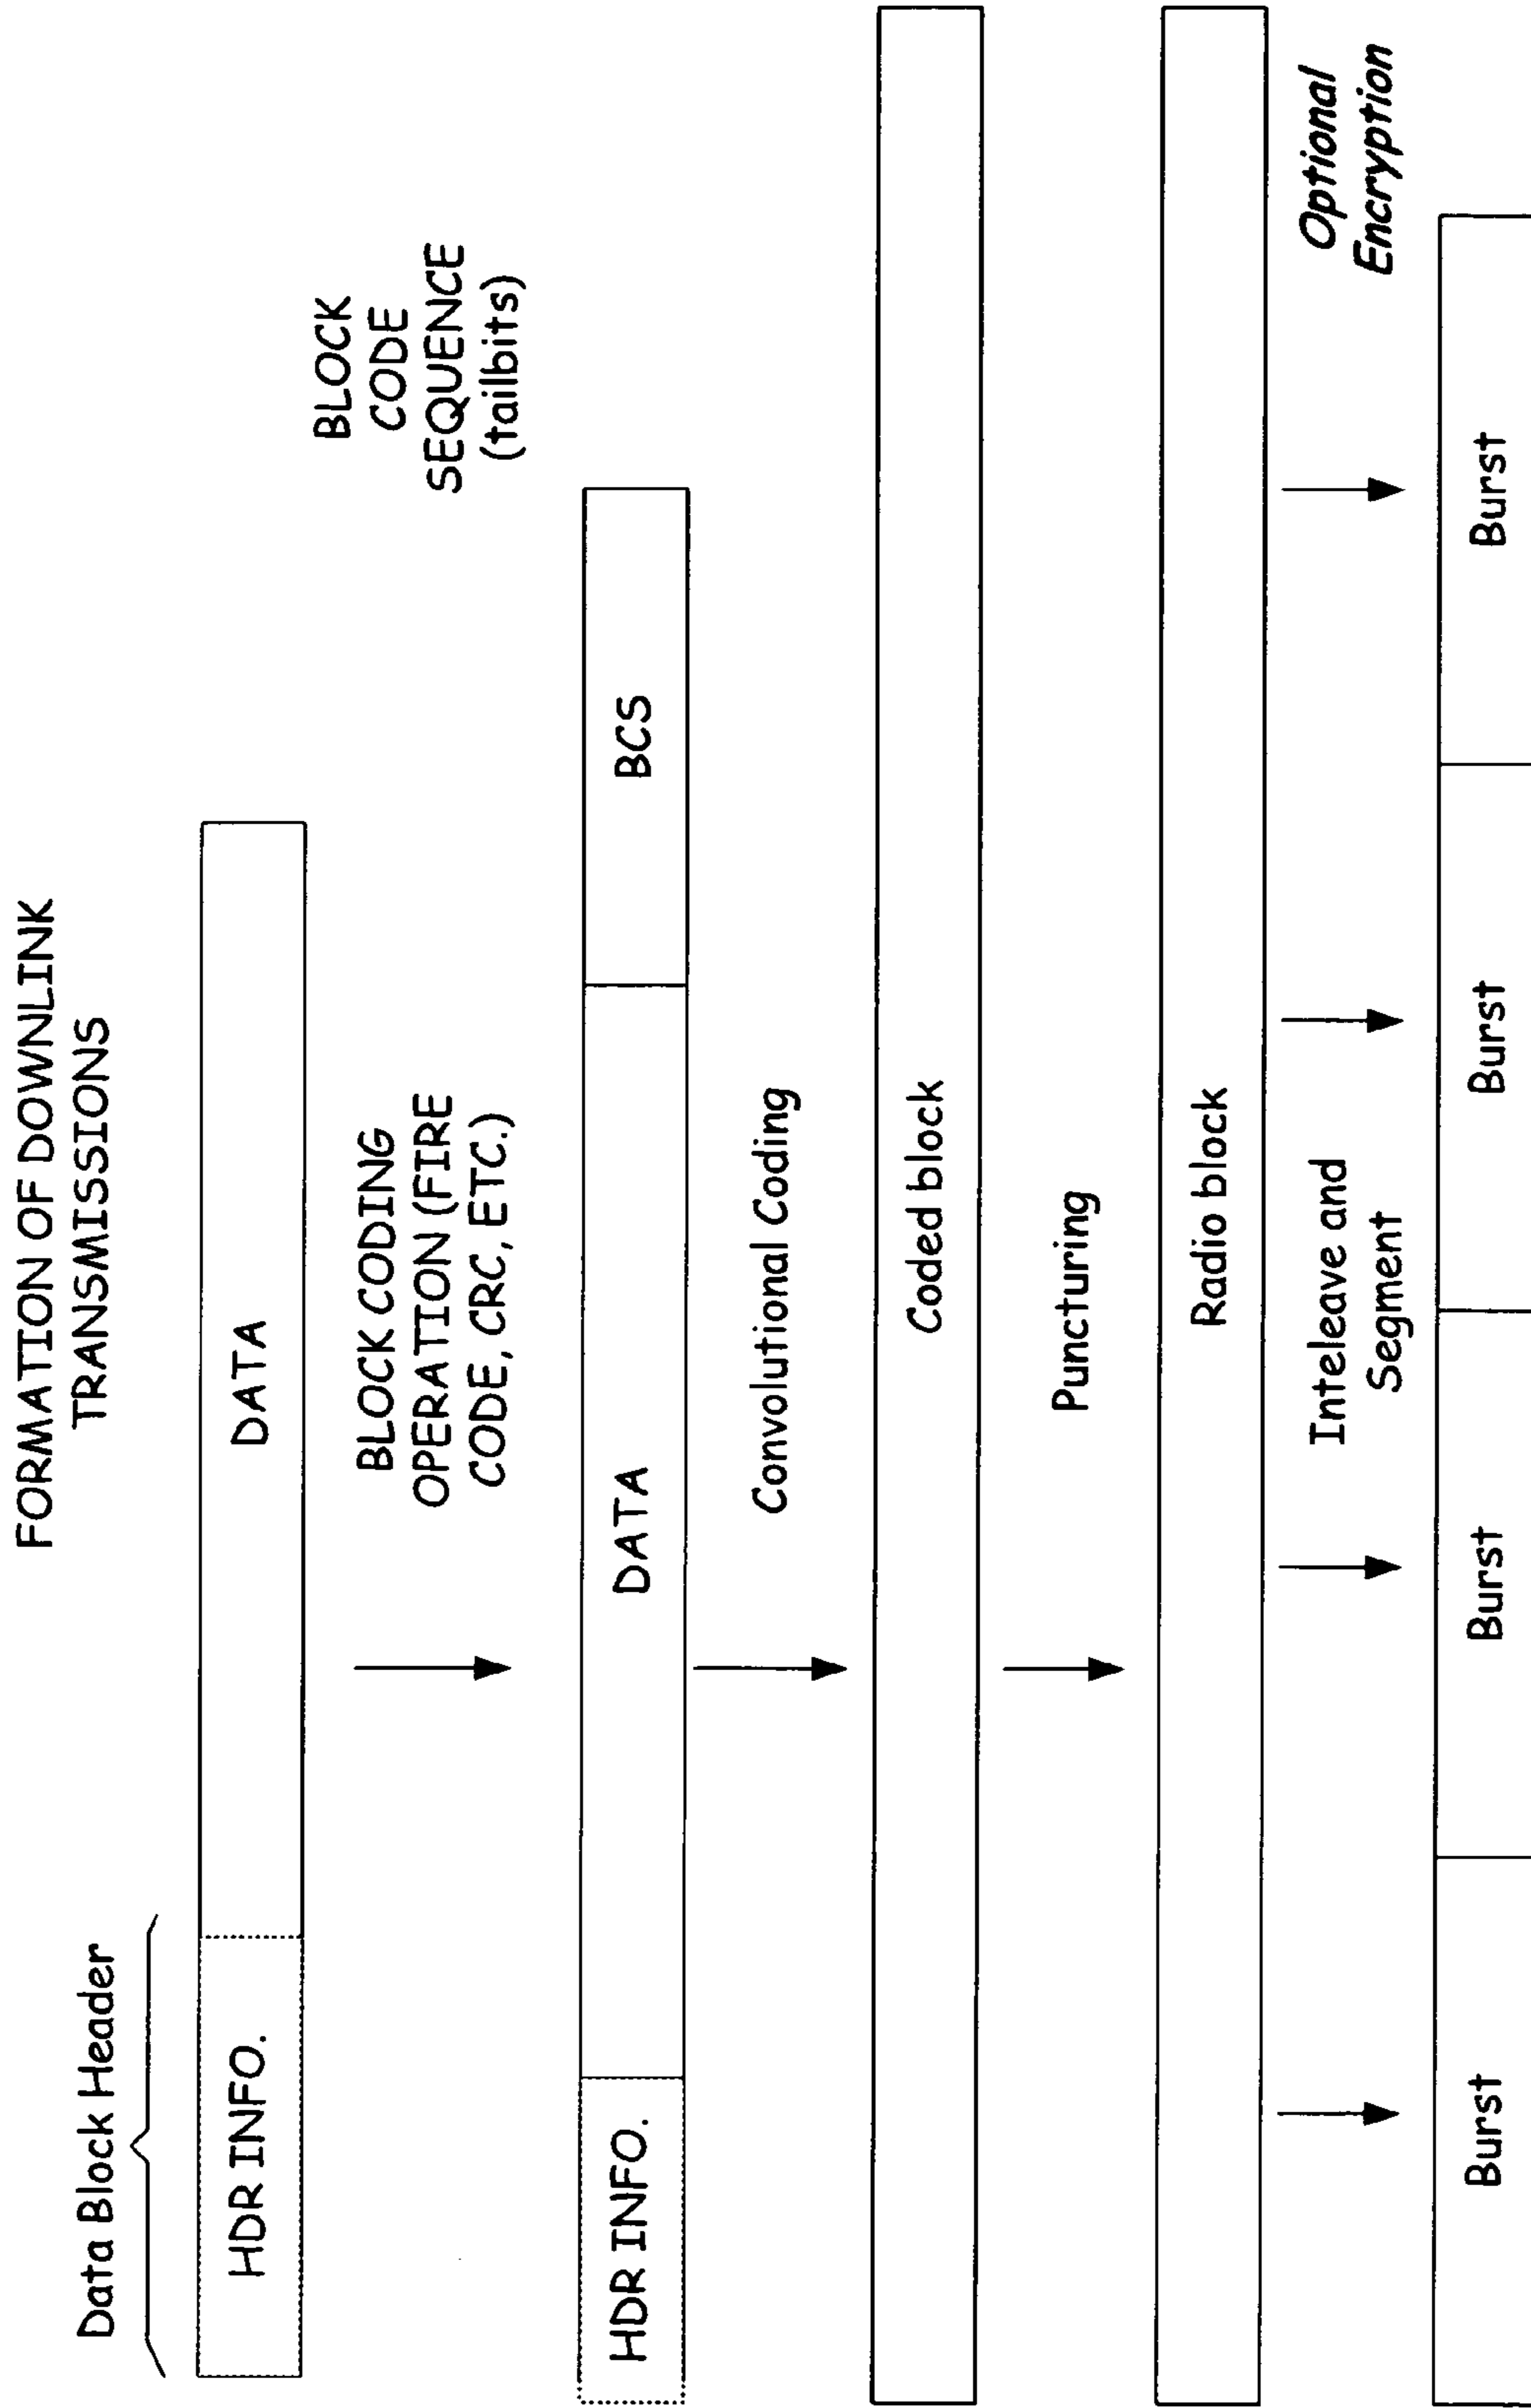 FORMATION OF DOWNLINK
TRANSMISSIONS
Data Block Header
HDR INFO.
DATA
BLOCK CODING
OPERATION (FIRE
CODE, CRC, ETC.)
BLOCK
CODE
SEQUENCE
(tailbits)
HDR INFO.
DATA
BCS
Convolutional Coding
Coded block
Puncturing
Radio block
Inteleave and
Segment
Optional
Encryption
Burst
Burst
Burst
Burst